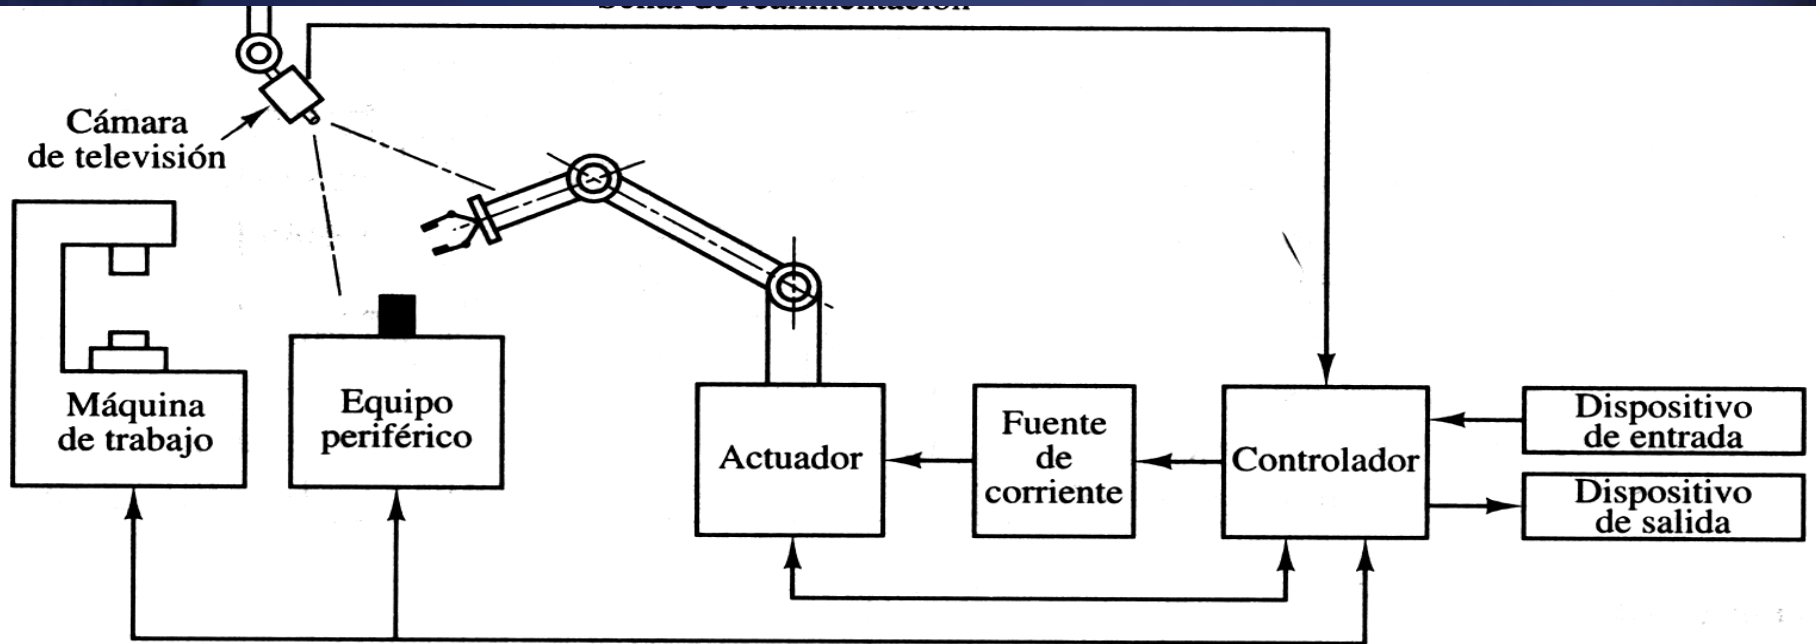 Cámara
de televisión
Máquina
de trabajo
Equipo
periférico
Actuador
Fuente
de
corriente
Controlador
Dispositivo
de entrada
Dispositivo
de salida